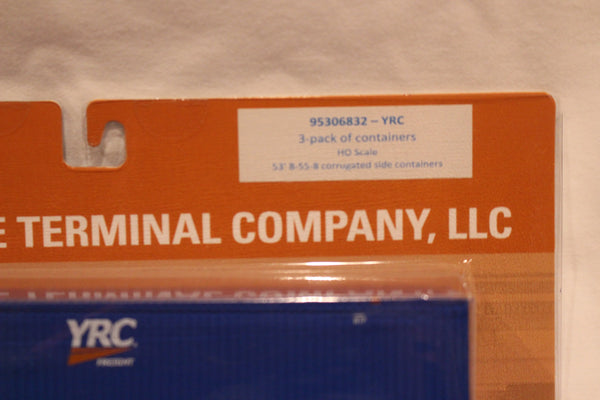 95306832 – YRC
3-pack of containers
HO Scale
53' 8-55-8 corrugated side containers
E TERMINAL COMPANY, LLC
YRC
FREIGHT